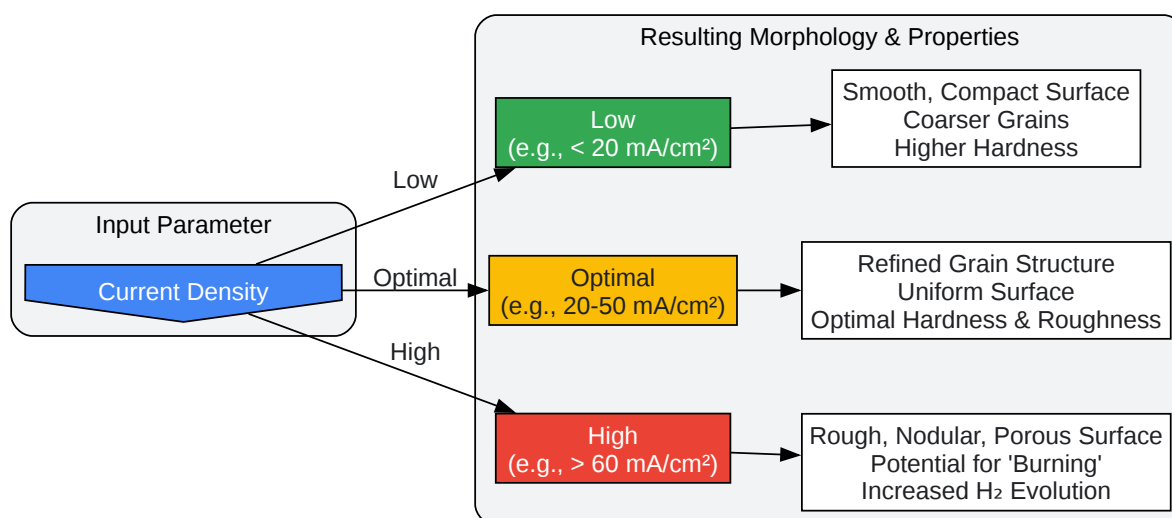 Resulting Morphology & Properties
Input Parameter
Current Density
Low
Optimal
High
Low
(e.g., < 20 mA/cm²)
Smooth, Compact Surface
Coarser Grains
Higher Hardness
Optimal
(e.g., 20-50 mA/cm²)
Refined Grain Structure
Uniform Surface
Optimal Hardness & Roughness
High
(e.g., > 60 mA/cm²)
Rough, Nodular, Porous Surface
Potential for 'Burning'
Increased H₂ Evolution